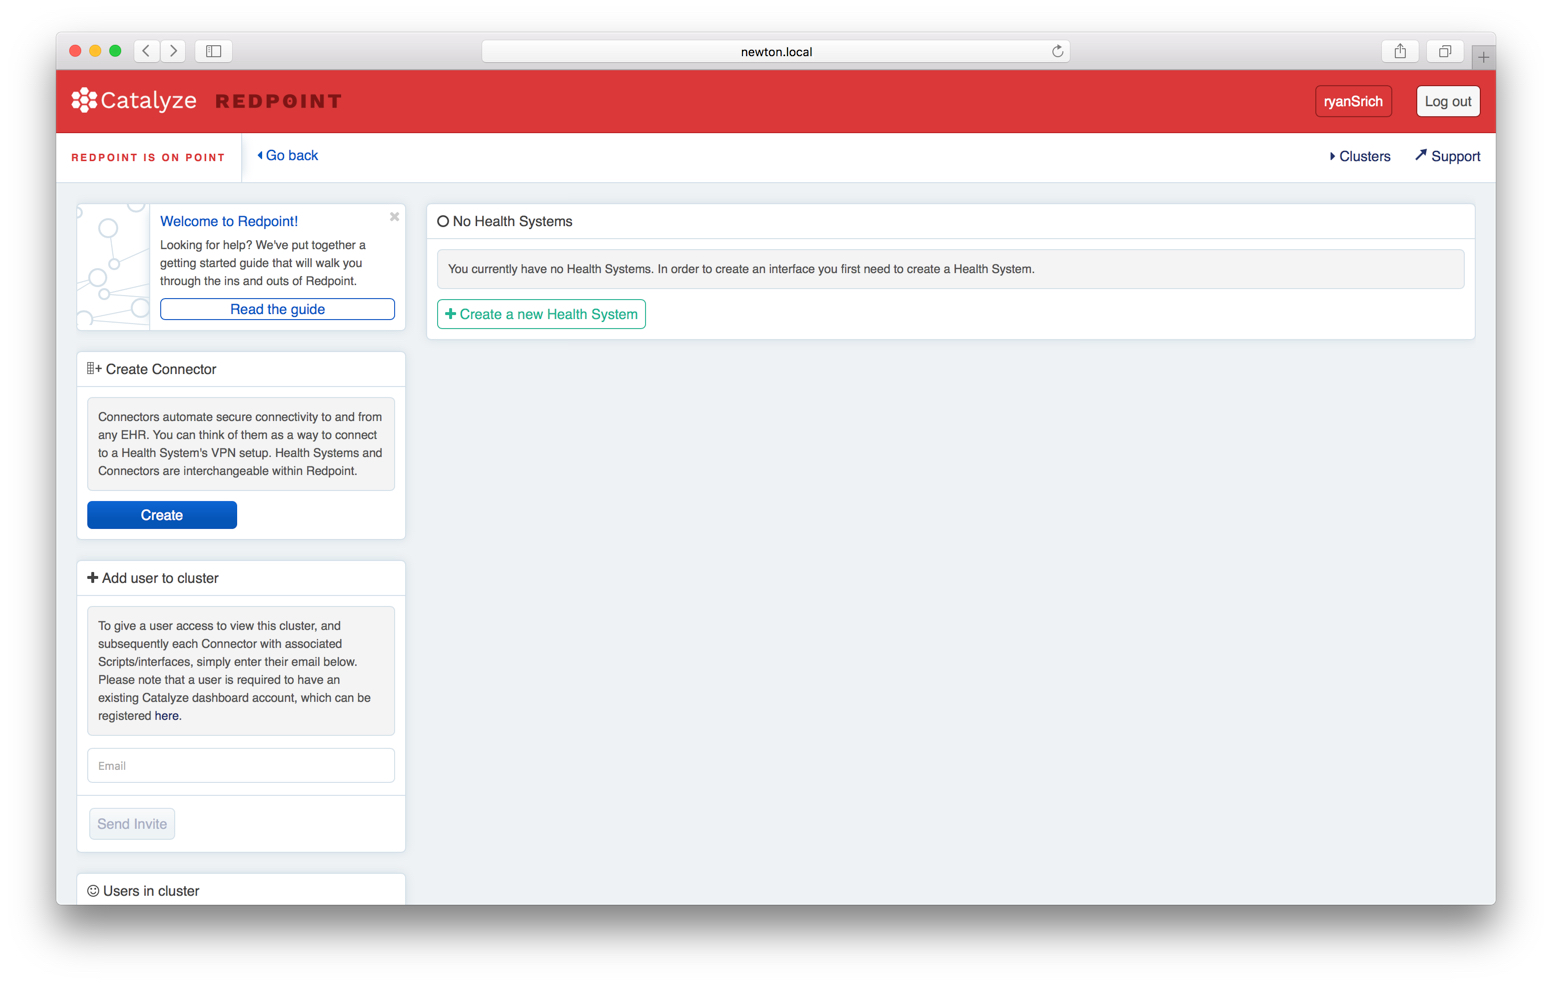 newton.local
Catalyze REDPOINT
ryanSrich
Log out
REDPOINT IS ON POINT
Go back
Clusters
Support
Welcome to Redpoint!
Looking for help? We've put together a
getting started guide that will walk you
through the ins and outs of Redpoint.
Read the guide
No Health Systems
You currently have no Health Systems. In order to create an interface you first need to create a Health System.
+ Create a new Health System
Create Connector
Connectors automate secure connectivity to and from
any EHR. You can think of them as a way to connect
to a Health System's VPN setup. Health Systems and
Connectors are interchangeable within Redpoint.
Create
Add user to cluster
To give a user access to view this cluster, and
subsequently each Connector with associated
Scripts/interfaces, simply enter their email below.
Please note that a user is required to have an
existing Catalyze dashboard account, which can be
registered here.
Email
Send Invite
Users in cluster